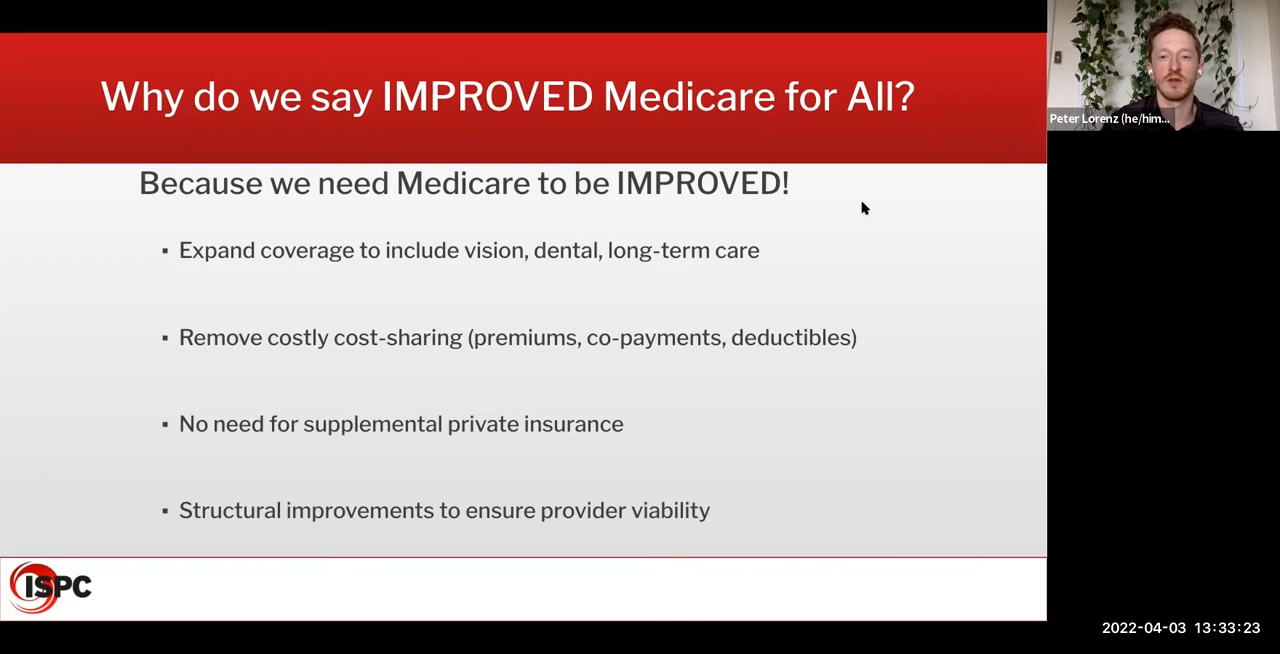 Why do we say IMPROVED Medicare for All?
Because we need Medicare to be IMPROVED!
▪ Expand coverage to include vision, dental, long-term care
▪ Remove costly cost-sharing (premiums, co-payments, deductibles)
▪ No need for supplemental private insurance
▪ Structural improvements to ensure provider viability
ISPC
Peter Lorenz (he/him...
2022-04-03 13:33:23